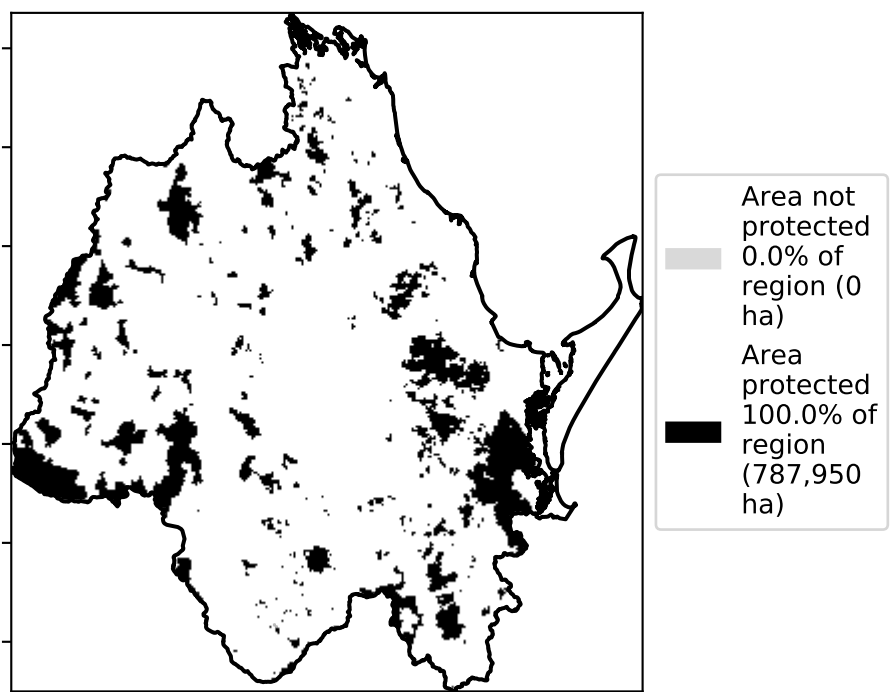 Area not
protected
0.0% of
region (0
ha)
Area
protected
100.0% of
region
(787,950
ha)